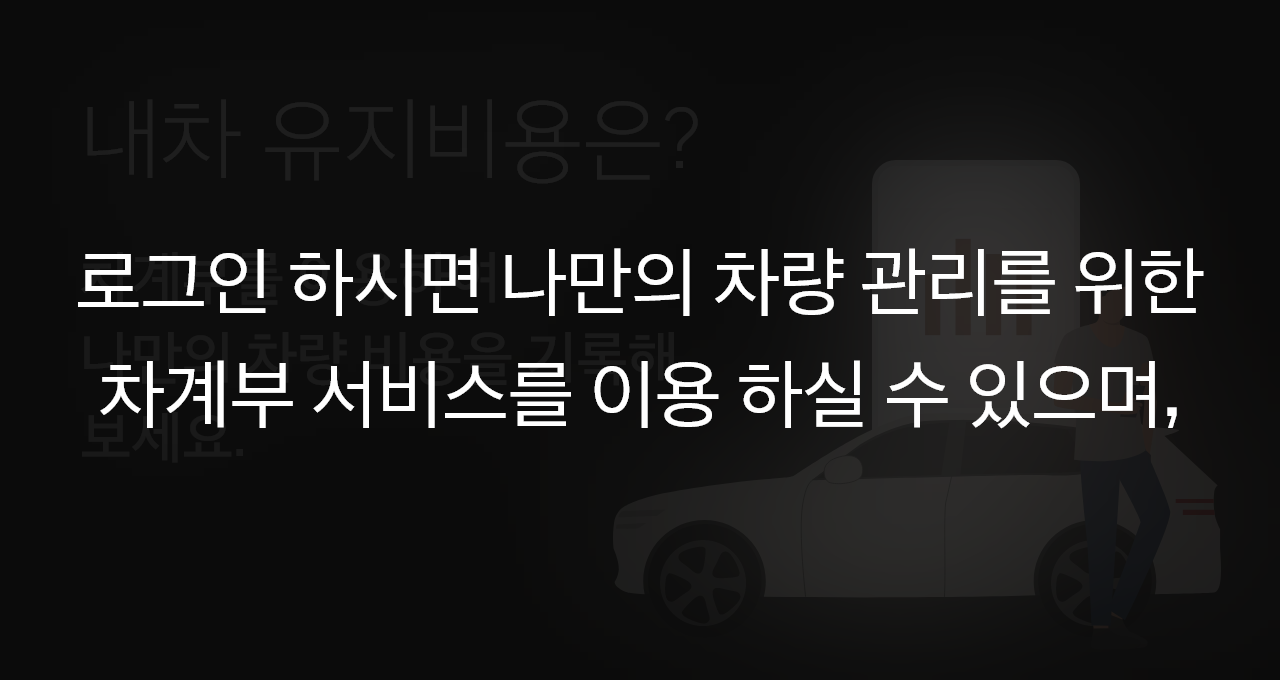 내차 유지비용은?
로그인 하시면 나만의 차량 관리를 위한
나만의 차량 비용을 기록해
차계부 서비스를 이용 하실 수 있으며,
보세요.